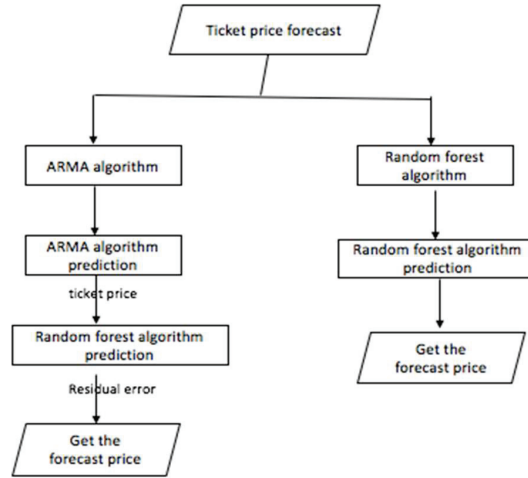 Ticket price forecast
ARMA algorithm
Random forest
algorithm
ARMA algorithm
prediction
Random forest algorithm
prediction
ticket price
Random forest algorithm
prediction
Get the
forecast price
Residual error
Get the
forecast price